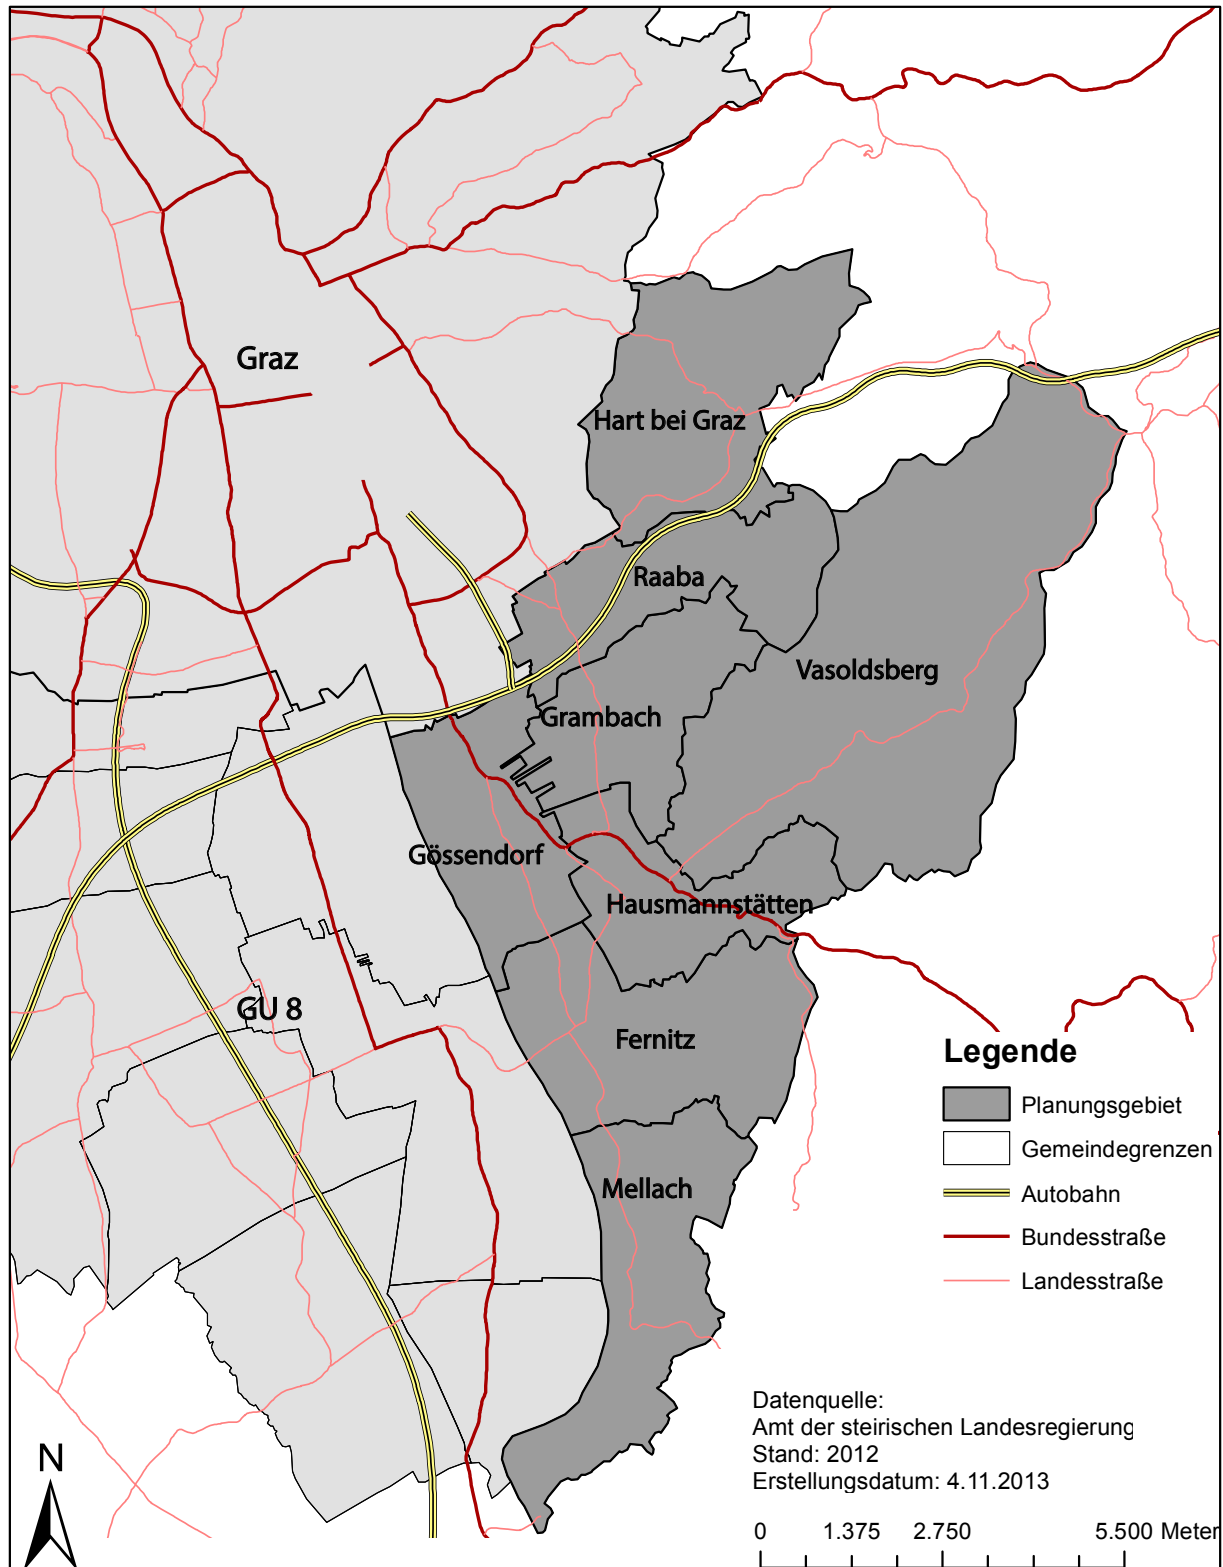 Graz
Hart bei Graz
Raaba
Vasoldsberg
Grambach
Gössendorf
Hausmannstätten
GU 8
Fernitz
Mellach
Legende
Planungsgebiet
Gemeindegrenzen
Autobahn
Bundesstraße
Landesstraße
Datenquelle:
Amt der steirischen Landesregierung
Stand: 2012
Erstellungsdatum: 4.11.2013
N
0 1.375 2.750 5.500 Meter